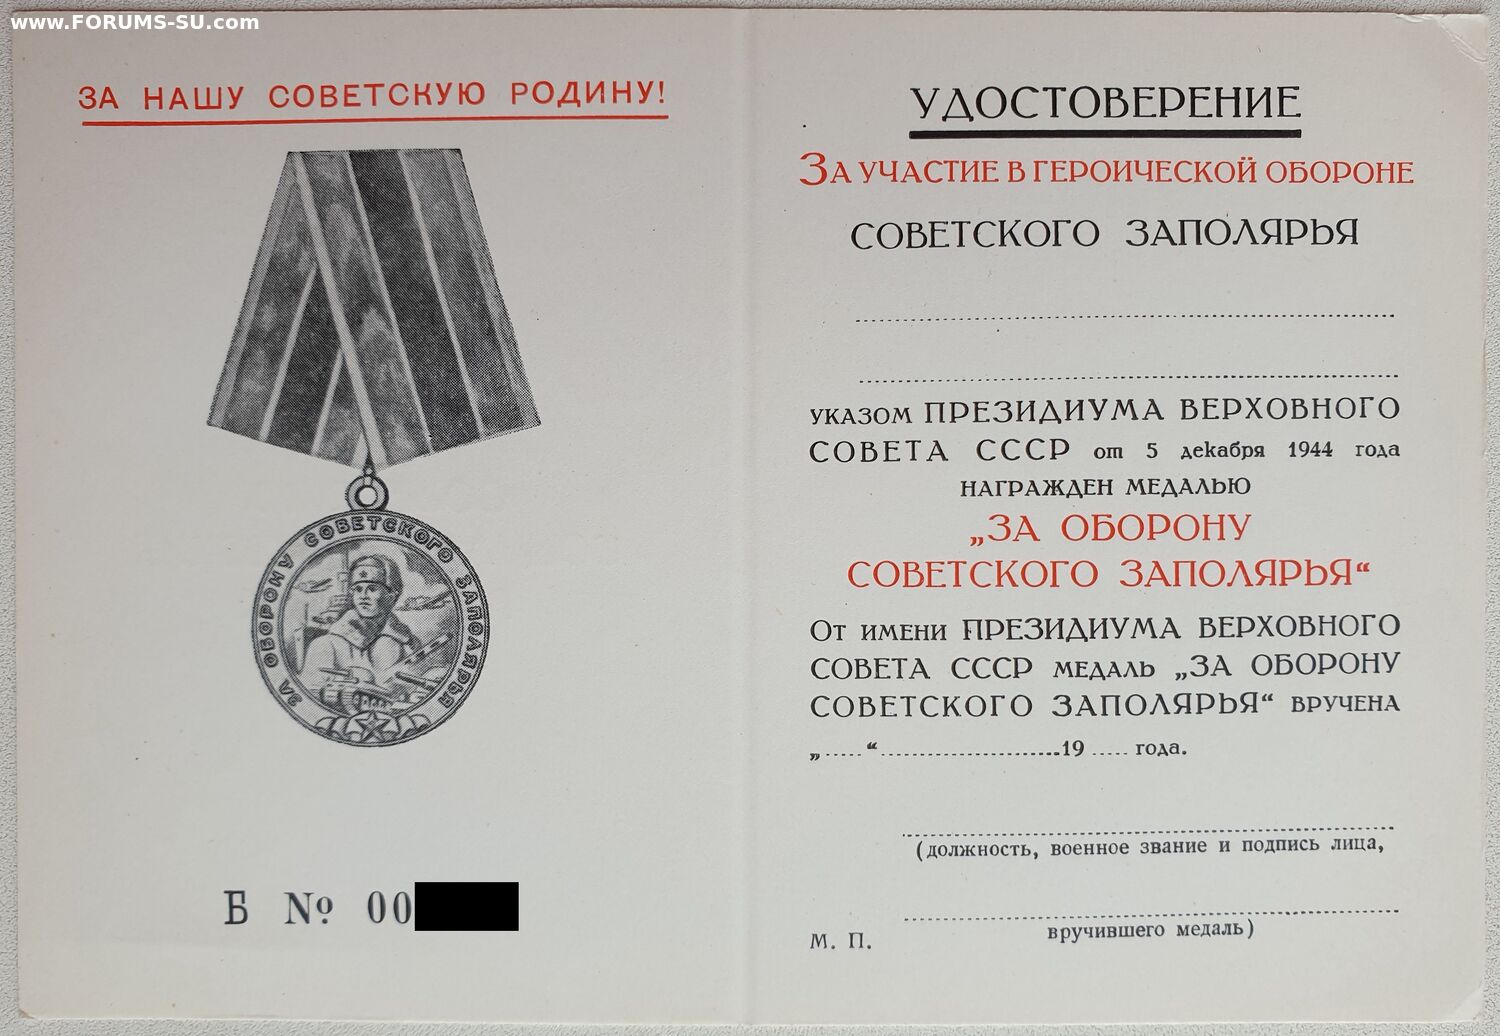 www.FORUMS-SU.com
ЗА НАШУ СОВЕТСКУЮ РОДИНУ!
ЗА ОБОРОНУ СОВЕТСКОГО ЗАПОЛЯРЬЯ
Б № 00
УДОСТОВЕРЕНИЕ
ЗА УЧАСТИЕ В ГЕРОИЧЕСКОЙ ОБОРОНЕ
СОВЕТСКОГО ЗАПОЛЯРЬЯ
УКАЗОМ ПРЕЗИДИУМА ВЕРХОВНОГО
СОВЕТА СССР от 5 декабря 1944 года
НАГРАЖДЕН МЕДАЛЬЮ
„ЗА ОБОРОНУ
СОВЕТСКОГО ЗАПОЛЯРЬЯ“
ОТ ИМЕНИ ПРЕЗИДИУМА ВЕРХОВНОГО
СОВЕТА СССР МЕДАЛЬ „ЗА ОБОРОНУ
СОВЕТСКОГО ЗАПОЛЯРЬЯ“ ВРУЧЕНА
„.....“........................19..... года.
(должность, военное звание и подпись лица,
вручившего медаль)
М. П.